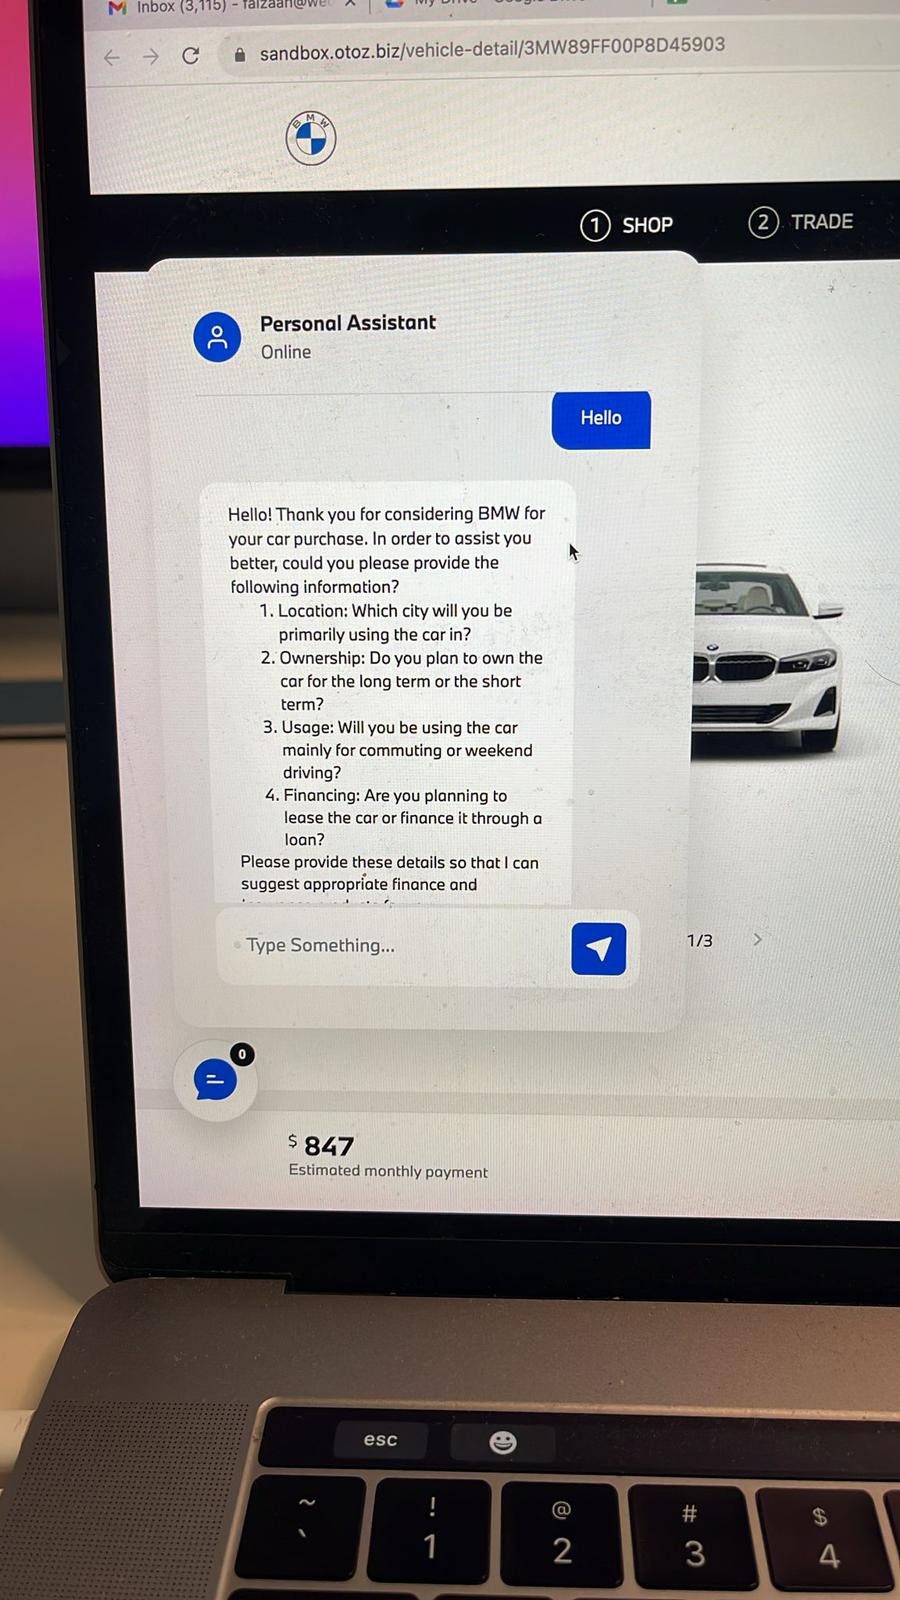 Inbox (3,115) - faizaan@we
sandbox.otoz.biz/vehicle-detail/3MW89FF00P8D45903
BMW
1 SHOP
2 TRADE
Personal Assistant
Online
Hello
Hello! Thank you for considering BMW for
your car purchase. In order to assist you
better, could you please provide the
following information?
1. Location: Which city will you be
primarily using the car in?
2. Ownership: Do you plan to own the
car for the long term or the short
term?
3. Usage: Will you be using the car
mainly for commuting or weekend
driving?
4. Financing: Are you planning to
lease the car or finance it through a
loan?
Please provide these details so that I can
suggest appropriate finance and
Type Something...
1/3
0
$ 847
Estimated monthly payment
esc
~ ! @ # $
` 1 2 3 4